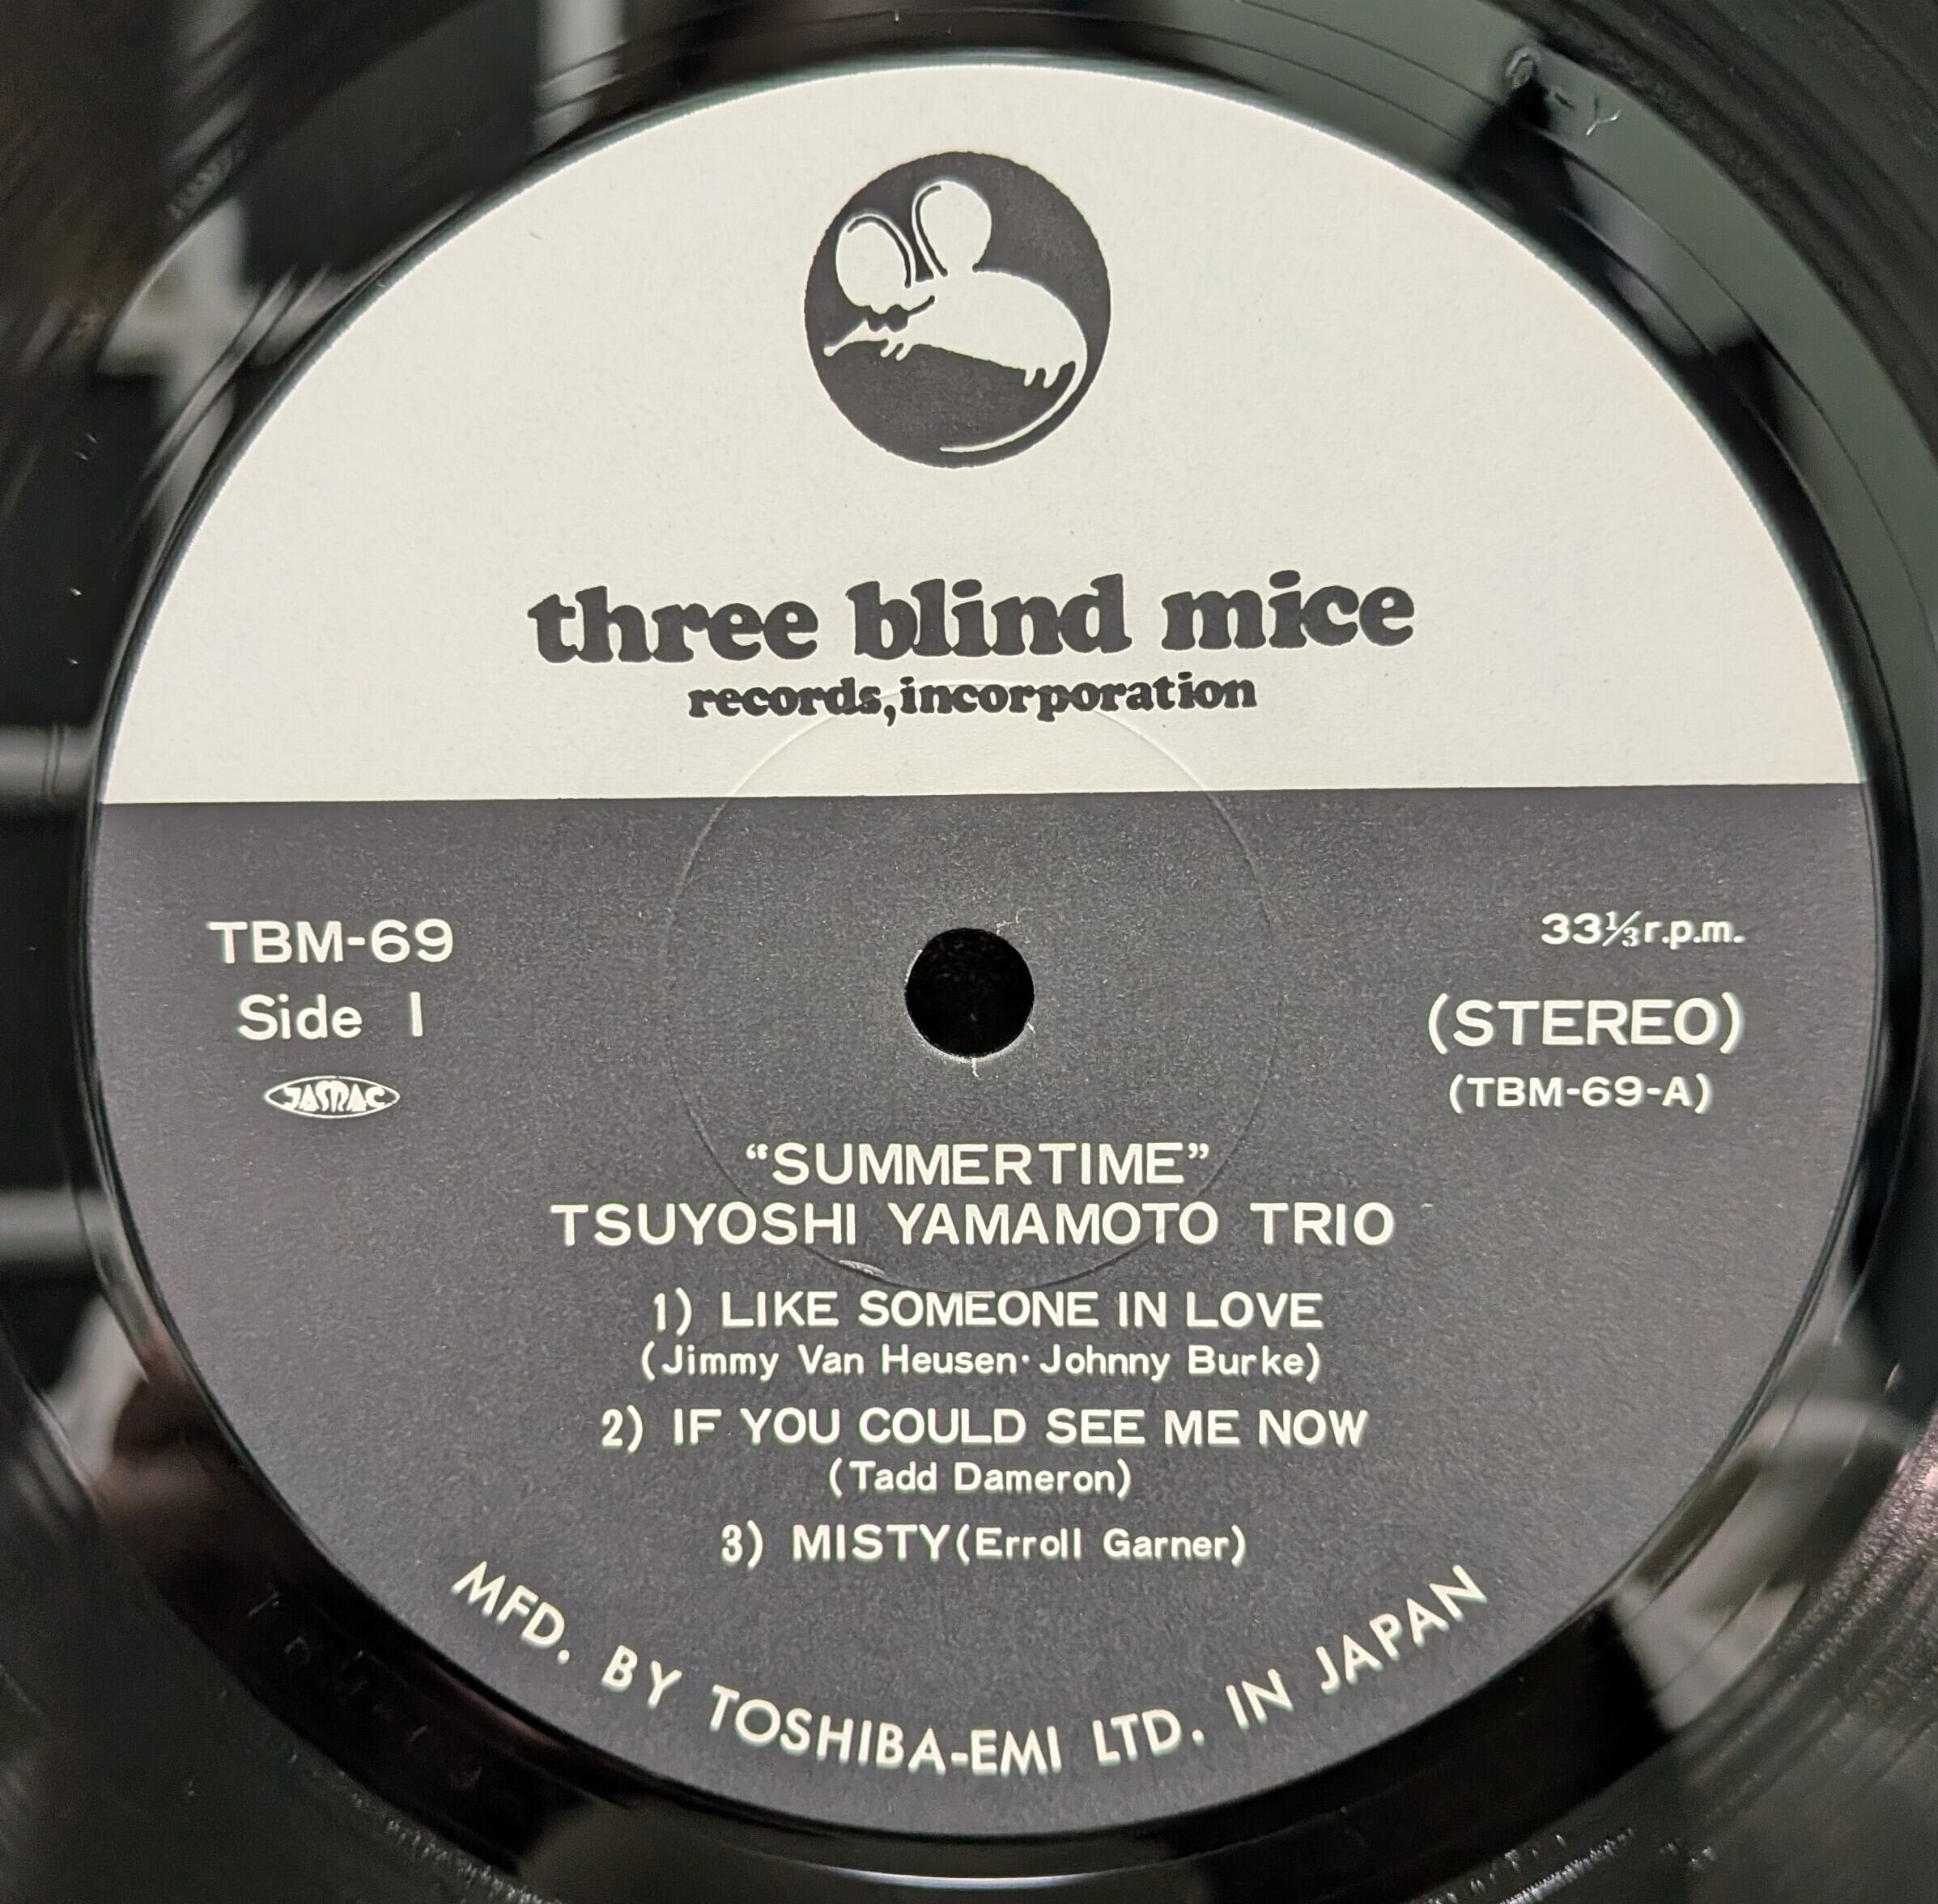 three blind mice
records, incorporation
TBM-69
Side 1
JASRAC
33⅓ r.p.m.
(STEREO)
(TBM-69-A)
“SUMMERTIME”
TSUYOSHI YAMAMOTO TRIO
1) LIKE SOMEONE IN LOVE
(Jimmy Van Heusen·Johnny Burke)
2) IF YOU COULD SEE ME NOW
(Tadd Dameron)
3) MISTY (Erroll Garner)
MFD. BY TOSHIBA-EMI LTD. IN JAPAN